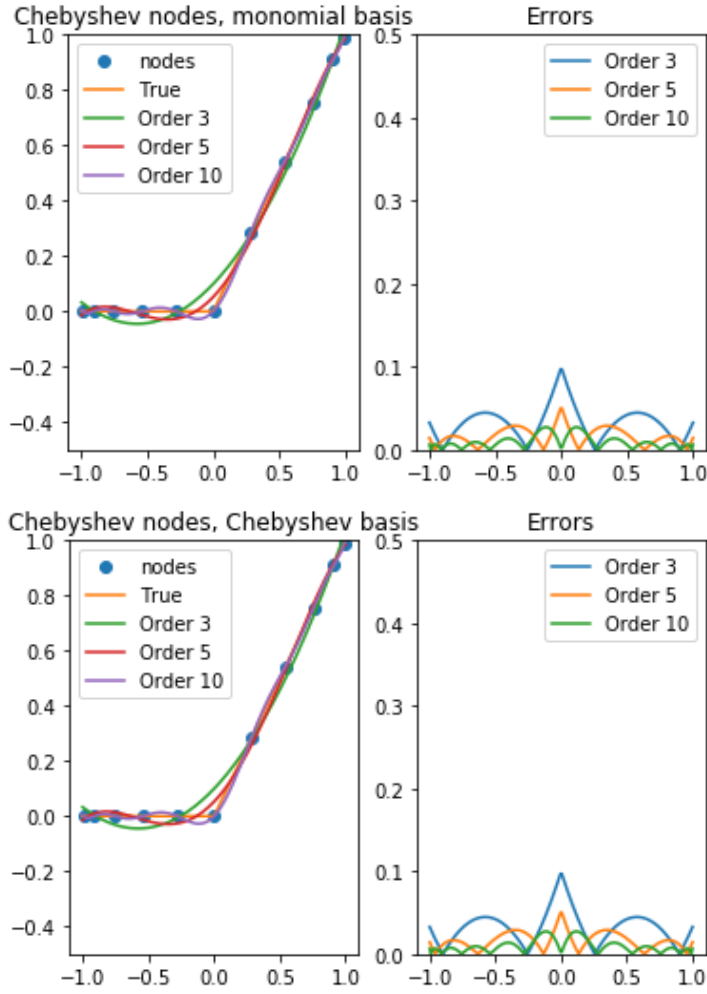 Chebyshev nodes, monomial basis
1.0
0.8
0.6
0.4
0.2
0.0
−0.2
−0.4
nodes
True
Order 3
Order 5
Order 10
−1.0 −0.5 0.0 0.5 1.0
Errors
0.5
0.4
0.3
0.2
0.1
0.0
Order 3
Order 5
Order 10
−1.0 −0.5 0.0 0.5 1.0
Chebyshev nodes, Chebyshev basis
1.0
0.8
0.6
0.4
0.2
0.0
−0.2
−0.4
nodes
True
Order 3
Order 5
Order 10
−1.0 −0.5 0.0 0.5 1.0
Errors
0.5
0.4
0.3
0.2
0.1
0.0
Order 3
Order 5
Order 10
−1.0 −0.5 0.0 0.5 1.0